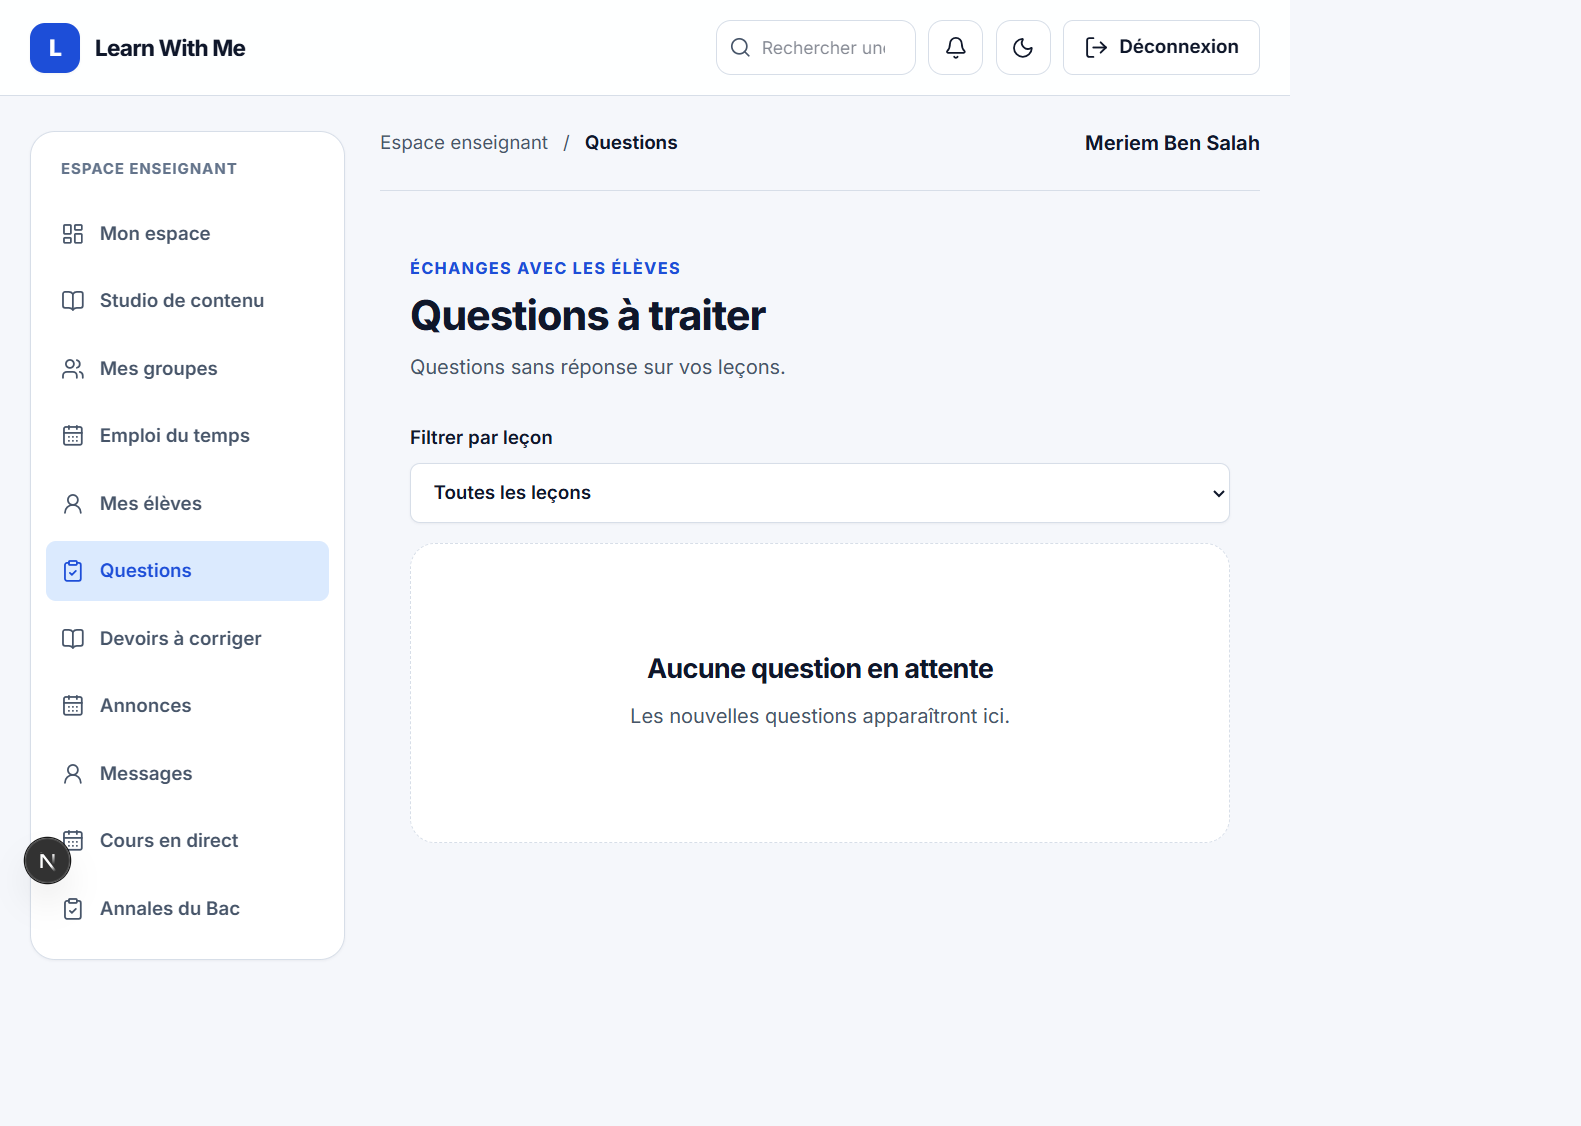 L
Learn With Me
Rechercher un
Déconnexion
ESPACE ENSEIGNANT
Mon espace
Studio de contenu
Mes groupes
Emploi du temps
Mes élèves
Questions
Devoirs à corriger
Annonces
Messages
Cours en direct
Annales du Bac
N
Espace enseignant / Questions
Meriem Ben Salah
ÉCHANGES AVEC LES ÉLÈVES
Questions à traiter
Questions sans réponse sur vos leçons.
Filtrer par leçon
Toutes les leçons
Aucune question en attente
Les nouvelles questions apparaîtront ici.